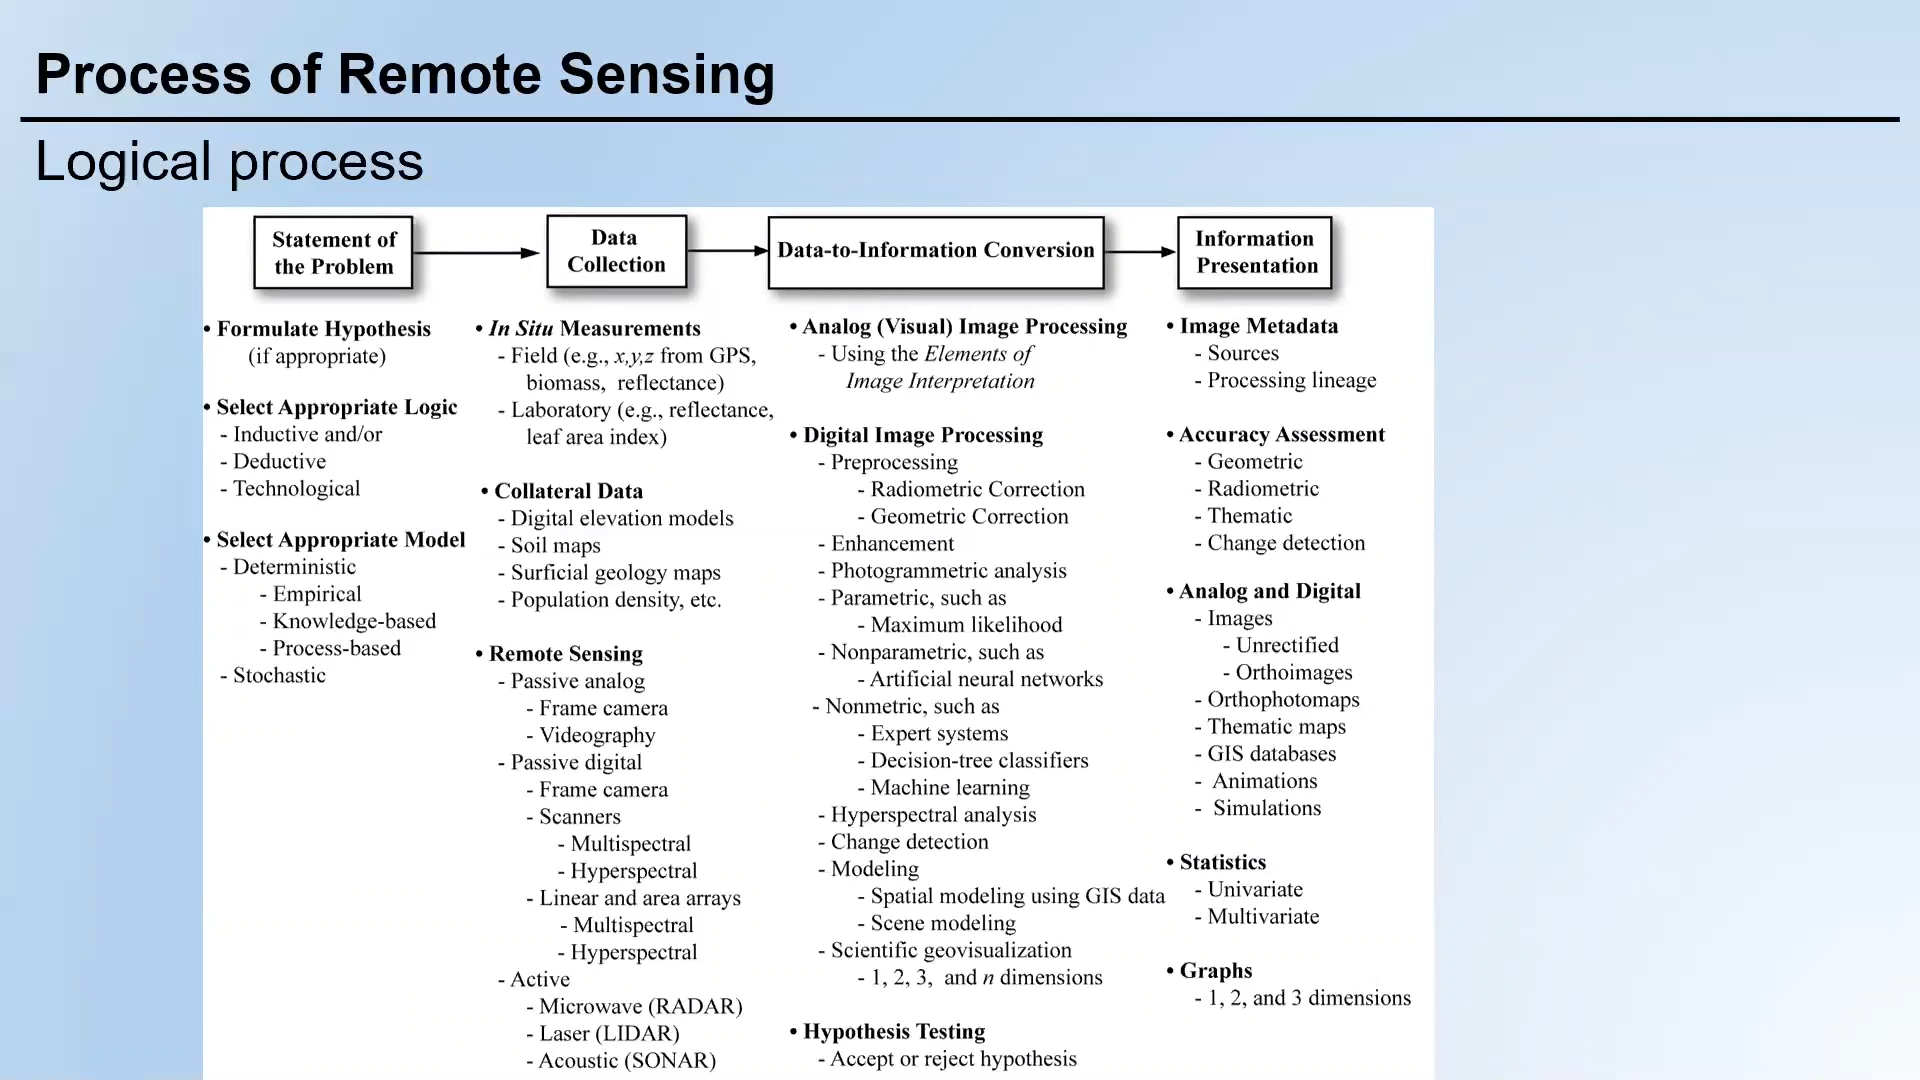 Process of Remote Sensing
Logical process
Statement of
the Problem
Data
Collection
Data-to-Information Conversion
Information
Presentation
• Formulate Hypothesis
(if appropriate)
• Select Appropriate Logic
- Inductive and/or
- Deductive
- Technological
• Select Appropriate Model
- Deterministic
- Empirical
- Knowledge-based
- Process-based
- Stochastic
• In Situ Measurements
- Field (e.g., x,y,z from GPS,
biomass, reflectance)
- Laboratory (e.g., reflectance,
leaf area index)
• Collateral Data
- Digital elevation models
- Soil maps
- Surficial geology maps
- Population density, etc.
• Remote Sensing
- Passive analog
- Frame camera
- Videography
- Passive digital
- Frame camera
- Scanners
- Multispectral
- Hyperspectral
- Linear and area arrays
- Multispectral
- Hyperspectral
- Active
- Microwave (RADAR)
- Laser (LIDAR)
- Acoustic (SONAR)
• Analog (Visual) Image Processing
- Using the Elements of
Image Interpretation
• Digital Image Processing
- Preprocessing
- Radiometric Correction
- Geometric Correction
- Enhancement
- Photogrammetric analysis
- Parametric, such as
- Maximum likelihood
- Nonparametric, such as
- Artificial neural networks
- Nonmetric, such as
- Expert systems
- Decision-tree classifiers
- Machine learning
- Hyperspectral analysis
- Change detection
- Modeling
- Spatial modeling using GIS data
- Scene modeling
- Scientific geovisualization
- 1, 2, 3, and n dimensions
• Hypothesis Testing
- Accept or reject hypothesis
• Image Metadata
- Sources
- Processing lineage
• Accuracy Assessment
- Geometric
- Radiometric
- Thematic
- Change detection
• Analog and Digital
- Images
- Unrectified
- Orthoimages
- Orthophotomaps
- Thematic maps
- GIS databases
- Animations
- Simulations
• Statistics
- Univariate
- Multivariate
• Graphs
- 1, 2, and 3 dimensions